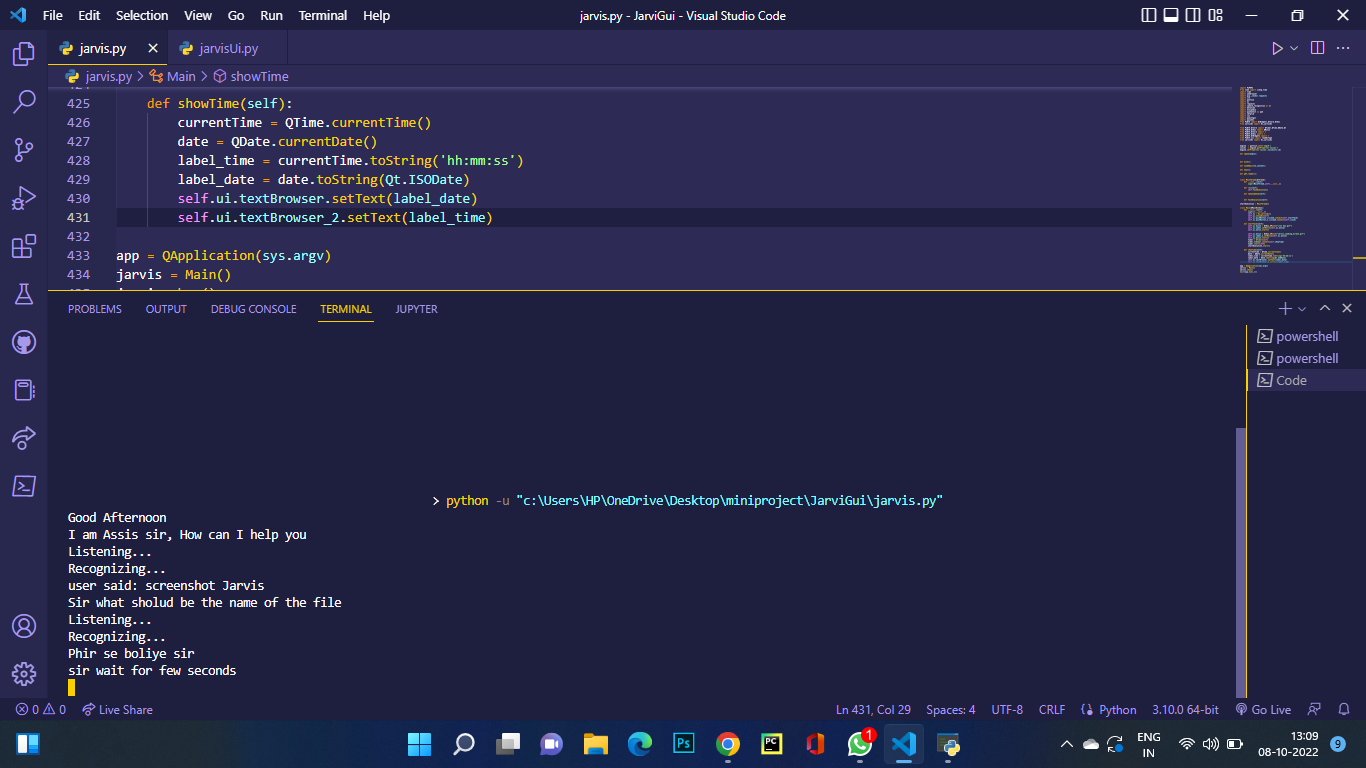 File Edit Selection View Go Run Terminal Help jarvis.py - JarviGui - Visual Studio Code
jarvis.py jarvisUi.py
jarvis.py > Main > showTime
425 def showTime(self):
426 currentTime = QTime.currentTime()
427 date = QDate.currentDate()
428 label_time = currentTime.toString('hh:mm:ss')
429 label_date = date.toString(Qt.ISODate)
430 self.ui.textBrowser.setText(label_date)
431 self.ui.textBrowser_2.setText(label_time)
432
433 app = QApplication(sys.argv)
434 jarvis = Main()
PROBLEMS OUTPUT DEBUG CONSOLE TERMINAL JUPYTER
powershell
powershell
Code
> python -u "c:\Users\HP\OneDrive\Desktop\miniproject\JarviGui\jarvis.py"
Good Afternoon
I am Assis sir, How can I help you
Listening...
Recognizing...
user said: screenshot Jarvis
Sir what sholud be the name of the file
Listening...
Recognizing...
Phir se boliye sir
sir wait for few seconds
0 0 Live Share Ln 431, Col 29 Spaces: 4 UTF-8 CRLF Python 3.10.0 64-bit Go Live
Ps PC 1 ENG IN 13:09 08-10-2022 9